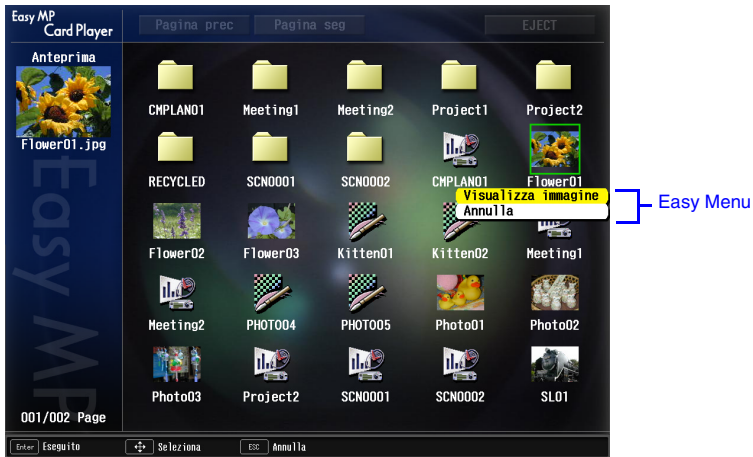 Easy MP
Card Player
Pagina prec
Pagina seg
EJECT
Anteprima
Flower01.jpg
Easy MP
001/002 Page
CMPLAN01
Meeting1
Meeting2
Project1
Project2
RECYCLED
SCN0001
SCN0002
CMPLAN01
Flower01
Visualizza immagine
Annulla
Easy Menu
Flower02
Flower03
Kitten01
Kitten02
Meeting1
Meeting2
PHOTO04
PHOTO05
Photo01
Photo02
Photo03
Project2
SCN0001
SCN0002
SL01
Enter Eseguito
Seleziona
ESC Annulla